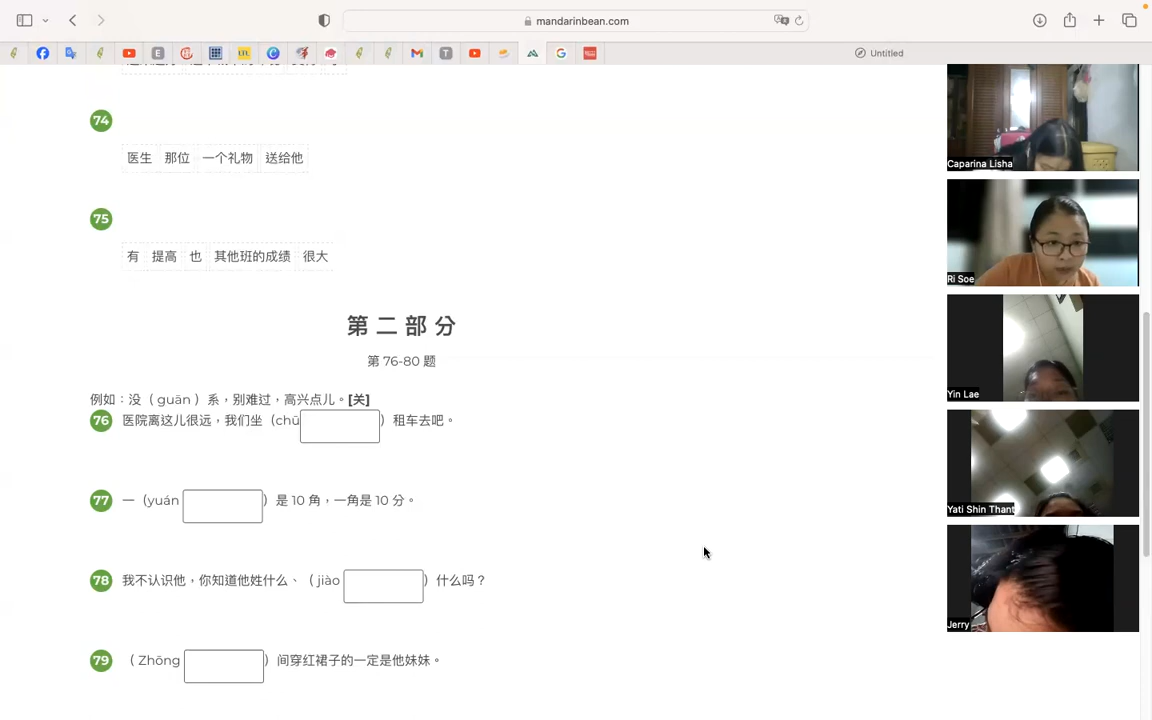 mandarinbean.com
Untitled
74
医生 那位 一个礼物 送给他
75
有 提高 也 其他班的成绩 很大
第二部分
第 76-80 题
例如：没（ guān ）系，别难过，高兴点儿。[关]
76 医院离这儿很远，我们坐（chū ）租车去吧。
77 一（yuán ）是 10 角，一角是 10 分。
78 我不认识他，你知道他姓什么、（ jiào ）什么吗？
79 （ Zhōng ）间穿红裙子的一定是他妹妹。
Caparina Lisha
Ri Soe
Yin Lae
Yati Shin Thant
Jerry